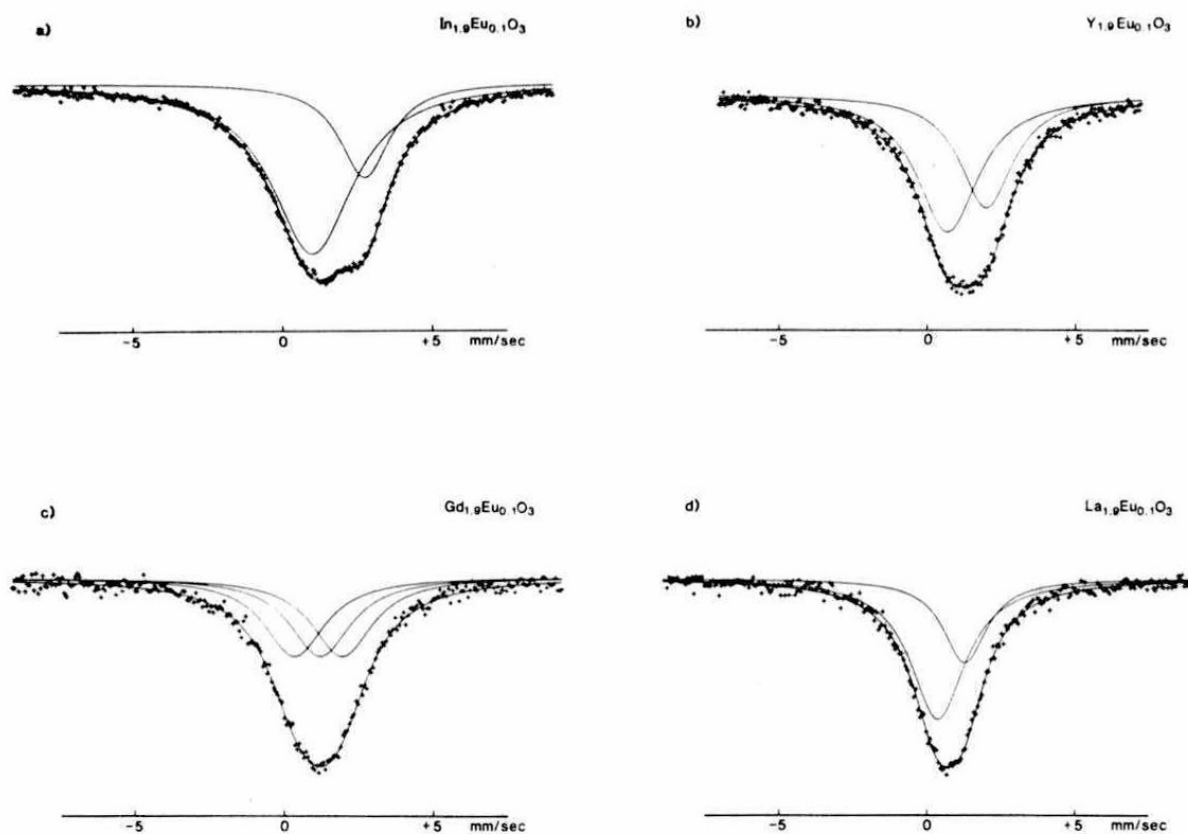 a) In₁.₉Eu₀.₁O₃
-5 0 +5 mm/sec
b) Y₁.₉Eu₀.₁O₃
-5 0 +5 mm/sec
c) Gd₁.₉Eu₀.₁O₃
-5 0 +5 mm/sec
d) La₁.₉Eu₀.₁O₃
-5 0 +5 mm/sec